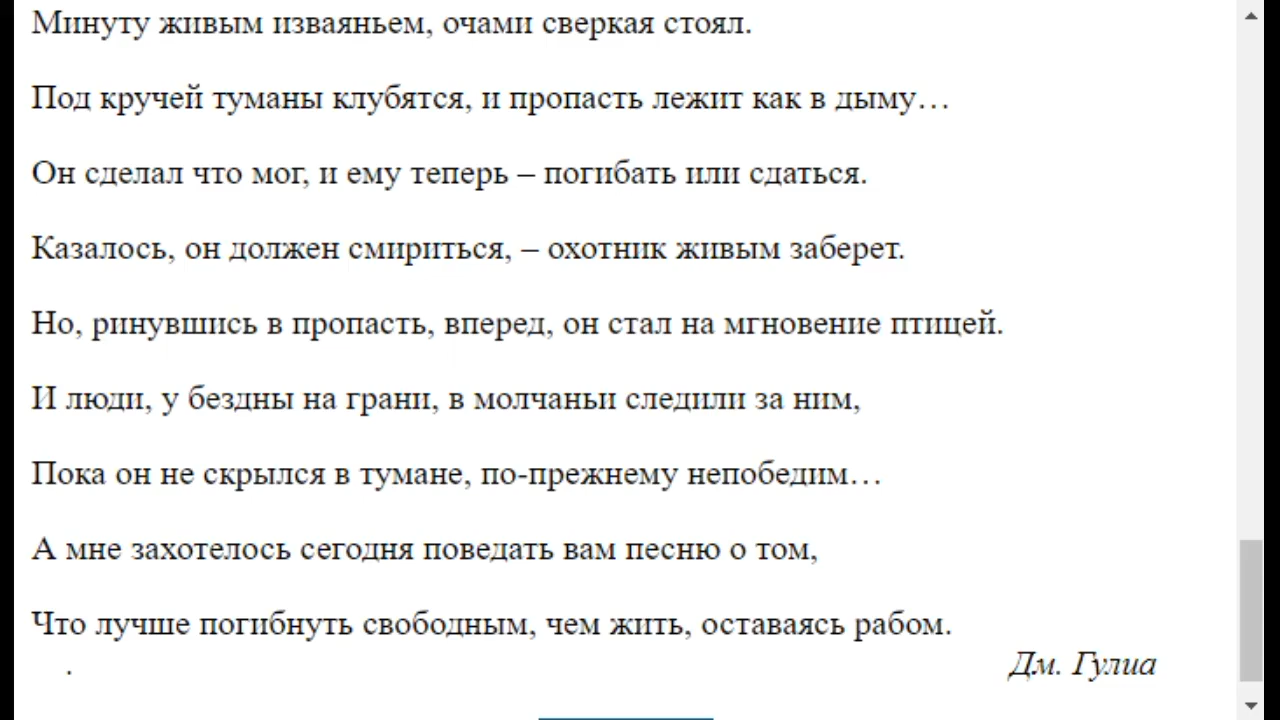 Минуту живым изваяньем, очами сверкая стоял.
Под кручей туманы клубятся, и пропасть лежит как в дыму…
Он сделал что мог, и ему теперь – погибать или сдаться.
Казалось, он должен смириться, – охотник живым заберет.
Но, ринувшись в пропасть, вперед, он стал на мгновение птицей.
И люди, у бездны на грани, в молчаньи следили за ним,
Пока он не скрылся в тумане, по-прежнему непобедим…
А мне захотелось сегодня поведать вам песню о том,
Что лучше погибнуть свободным, чем жить, оставаясь рабом.
.
Дм. Гулиа